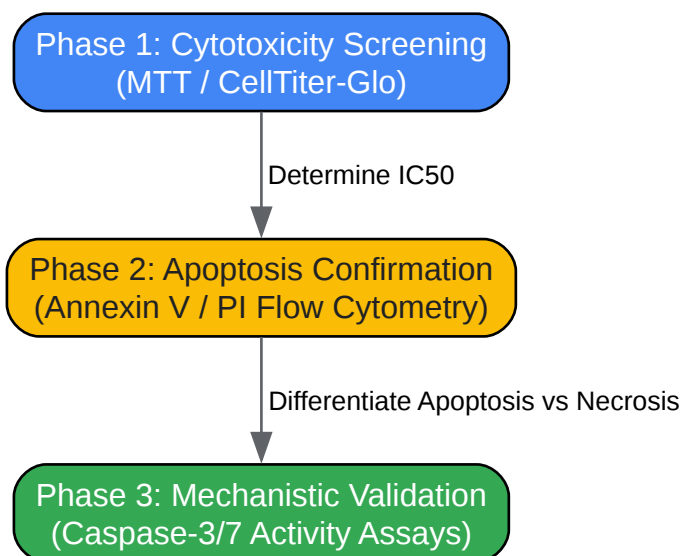 Phase 1: Cytotoxicity Screening
(MTT / CellTiter-Glo)
Determine IC50
Phase 2: Apoptosis Confirmation
(Annexin V / PI Flow Cytometry)
Differentiate Apoptosis vs Necrosis
Phase 3: Mechanistic Validation
(Caspase-3/7 Activity Assays)